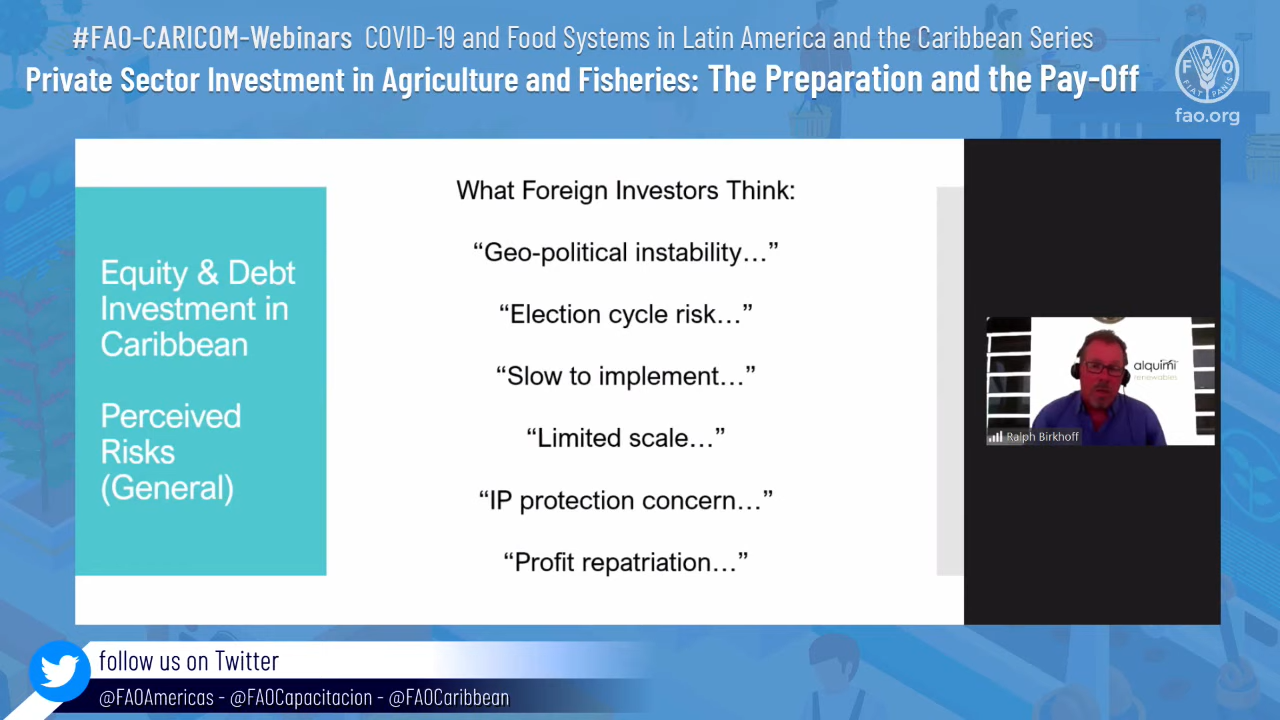 #FAO-CARICOM-Webinars COVID-19 and Food Systems in Latin America and the Caribbean Series
Private Sector Investment in Agriculture and Fisheries: The Preparation and the Pay-Off
F A O
FIAT PANIS
fao.org
Equity & Debt
Investment in
Caribbean
Perceived
Risks
(General)
What Foreign Investors Think:
“Geo-political instability…”
“Election cycle risk…”
“Slow to implement…”
“Limited scale…”
“IP protection concern…”
“Profit repatriation…”
alquimi
renewables
Ralph Birkhoff
follow us on Twitter
@FAOAmericas - @FAOCapacitacion - @FAOCaribbean